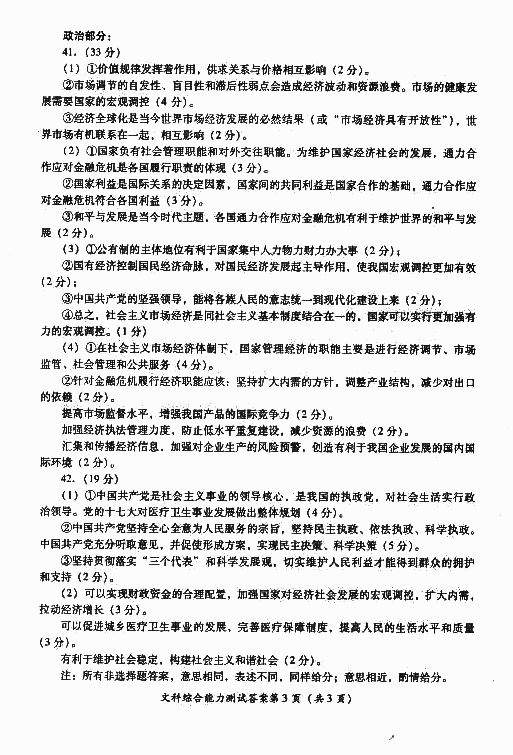 政治部分：
41.（33分）
（1）①价值规律发挥着作用，供求关系与价格相互影响（2分）。
②市场调节的自发性、盲目性和滞后性弱点会造成经济波动和资源浪费。市场的健康发
展需要国家的宏观调控（4分）。
③经济全球化是当今世界市场经济发展的必然结果（或“市场经济具有开放性”），世
界市场有机联系在一起，相互影响（2分）。
（2）①国家负有社会管理职能和对外交往职能。为维护国家经济社会的发展，通力合
作应对金融危机是各国履行职责的体现（3分）。
②国家利益是国际关系的决定因素，国家间的共同利益是国家合作的基础，通力合作应
对金融危机符合各国利益（3分）。
③和平与发展是当今时代主题，各国通力合作应对金融危机有利于维护世界的和平与发
展（2分）。
（3）①公有制的主体地位有利于国家集中人力物力财力办大事（2分）；
②国有经济控制国民经济命脉，对国民经济发展起主导作用，使我国宏观调控更加有效
（2分）；
③中国共产党的坚强领导，能将各族人民的意志统一到现代化建设上来（2分）；
④总之，社会主义市场经济是同社会主义基本制度结合在一的，国家可以实行更加强有
力的宏观调控。（1分）
（4）①在社会主义市场经济体制下，国家管理经济的职能主要是进行经济调节、市场
监管、社会管理和公共服务（4分）。
②针对金融危机履行经济职能应该：坚持扩大内需的方针，调整产业结构，减少对出口
的依赖（2分）。
提高市场监督水平，增强我国产品的国际竞争力（2分）。
加强经济执法管理力度，防止低水平重复建设，减少资源的浪费（2分）。
汇集和传播经济信息，加强对企业生产的风险预警，创造有利于我国企业发展的国内国
际环境（2分）。
42.（19分）
（1）①中国共产党是社会主义事业的领导核心，是我国的执政党，对社会生活实行政
治领导。党的十七大对医疗卫生事业发展做出整体规划（4分）。
②中国共产党坚持全心全意为人民服务的宗旨，坚持民主执政、依法执政、科学执政。
中国共产党充分听取意见，并促使形成方案，实现民主决策、科学决策（5分）。
③坚持贯彻落实“三个代表”和科学发展观，切实维护人民利益才能得到群众的拥护
和支持（2分）。
（2）可以实现财政资金的合理配置，加强国家对经济社会发展的宏观调控，扩大内需，
拉动经济增长（3分）。
可以促进城乡医疗卫生事业的发展，完善医疗保障制度，提高人民的生活水平和质量
（3分）。
有利于维护社会稳定，构建社会主义和谐社会（2分）。
注：所有非选择题答案，意思相同，表述不同，同样给分；意思相近，酌情给分。
文科综合能力测试答案第3页（共3页）